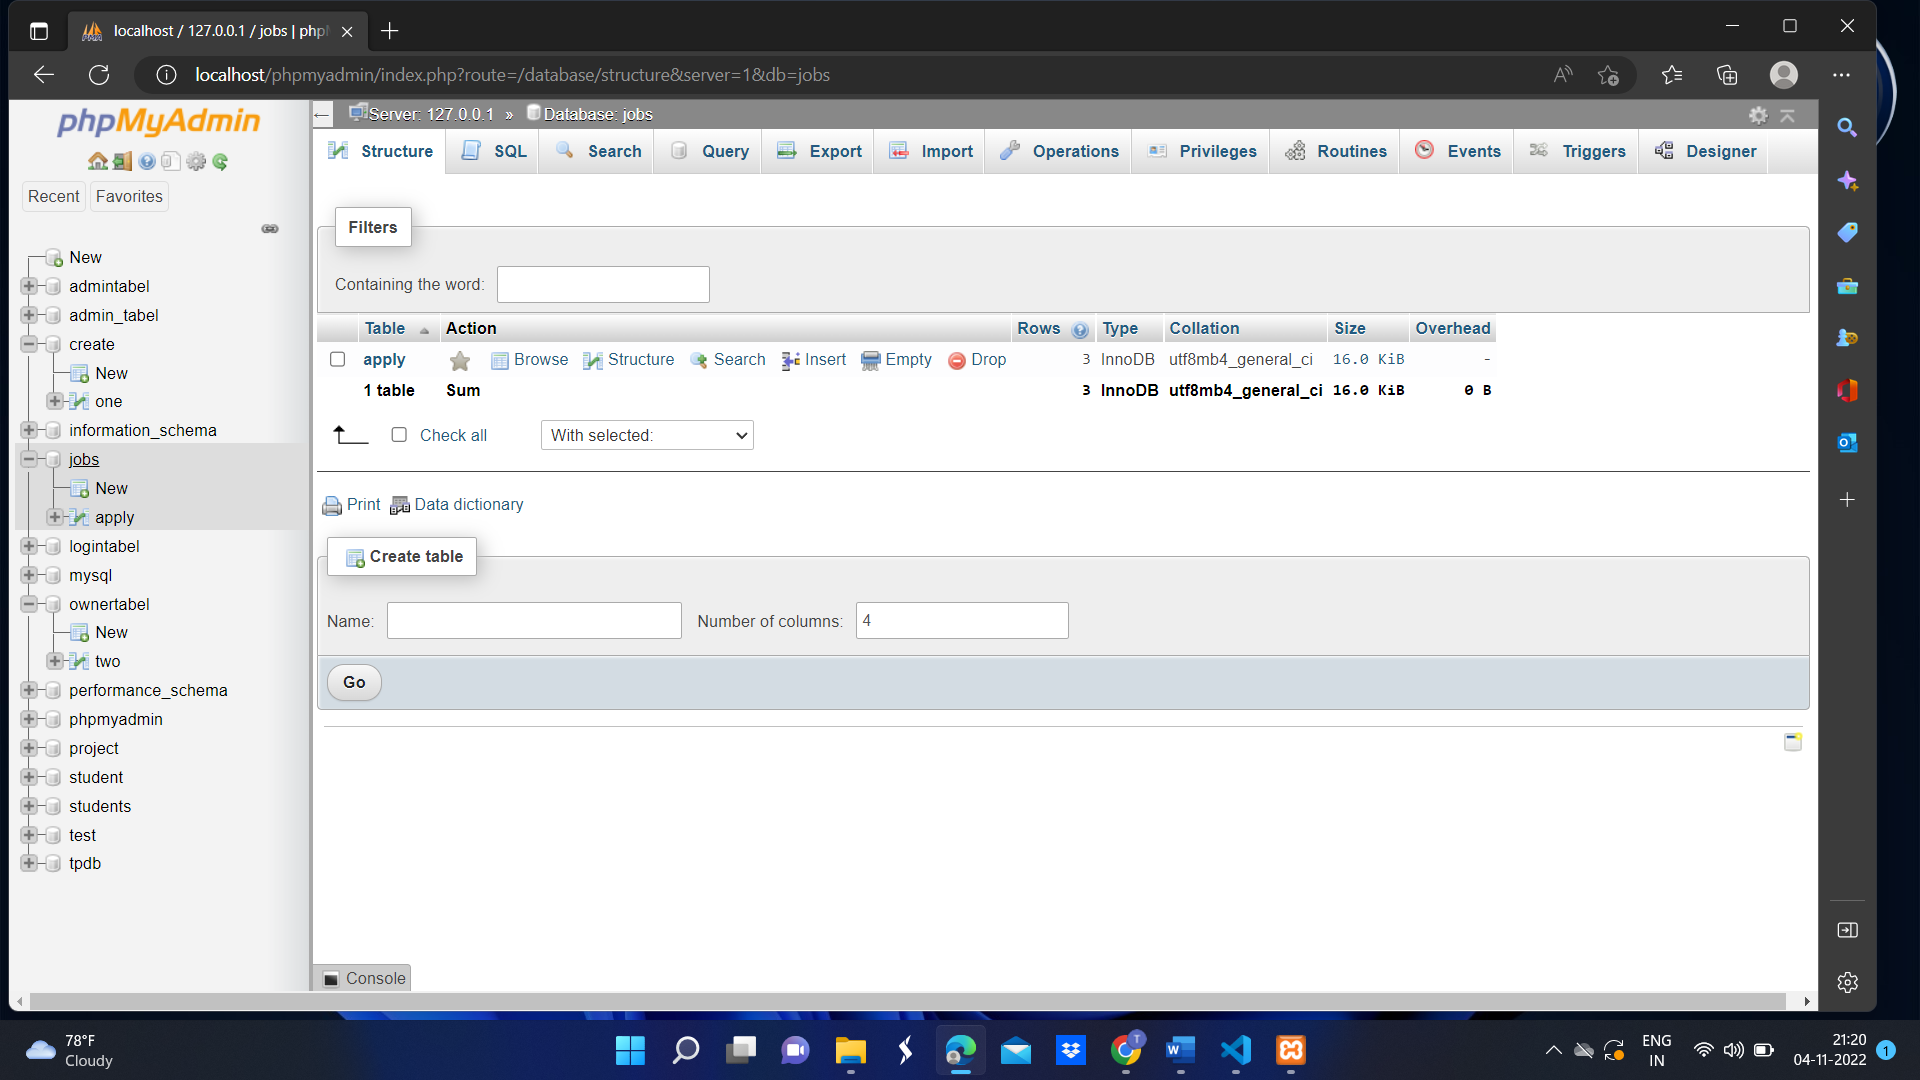 localhost / 127.0.0.1 / jobs | phpM
localhost/phpmyadmin/index.php?route=/database/structure&server=1&db=jobs
phpMyAdmin
Recent Favorites
New
admintabel
admin_tabel
create
New
one
information_schema
jobs
New
apply
logintabel
mysql
ownertabel
New
two
performance_schema
phpmyadmin
project
student
students
test
tpdb
Server: 127.0.0.1 » Database: jobs
Structure SQL Search Query Export Import Operations Privileges Routines Events Triggers Designer
Filters
Containing the word:
Table Action Rows Type Collation Size Overhead
apply Browse Structure Search Insert Empty Drop 3 InnoDB utf8mb4_general_ci 16.0 KiB -
1 table Sum 3 InnoDB utf8mb4_general_ci 16.0 KiB 0 B
Check all With selected:
Print Data dictionary
Create table
Name: Number of columns: 4
Go
Console
78°F
Cloudy
ENG
IN
21:20
04-11-2022
1